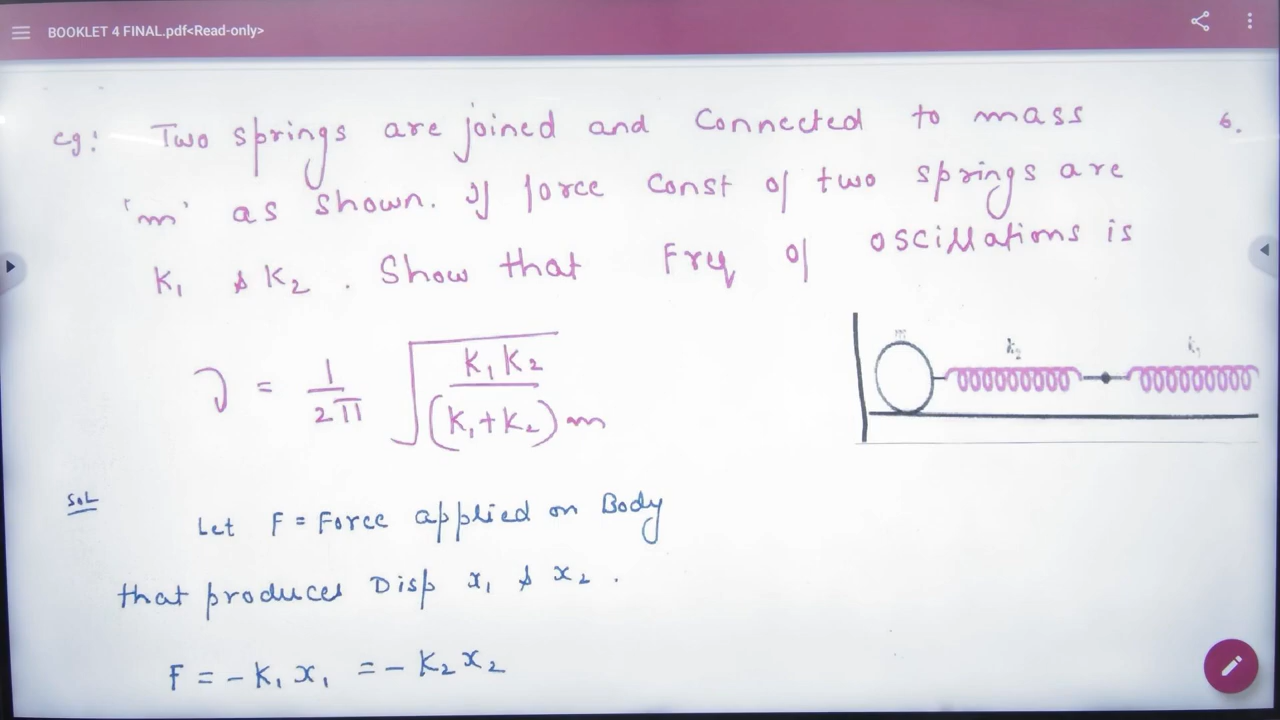 BOOKLET 4 FINAL.pdf<Read-only>
eg: Two springs are joined and connected to mass
6.
'm' as shown. If force const of two springs are
K₁ & K₂. Show that Frq of oscillations is
ν = 1/2π √(K₁K₂/(K₁+K₂)m)
m k₂ k₁
Sol
Let F = Force applied on Body
that produces Disp x₁ & x₂.
F = -K₁x₁ = -K₂x₂